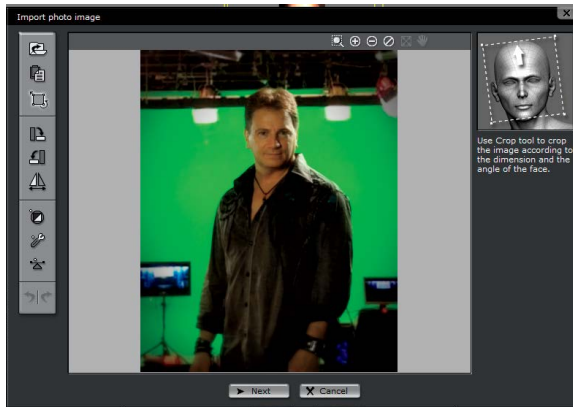 Import photo image
Use Crop tool to crop
the image according to
the dimension and the
angle of the face.
Next
Cancel